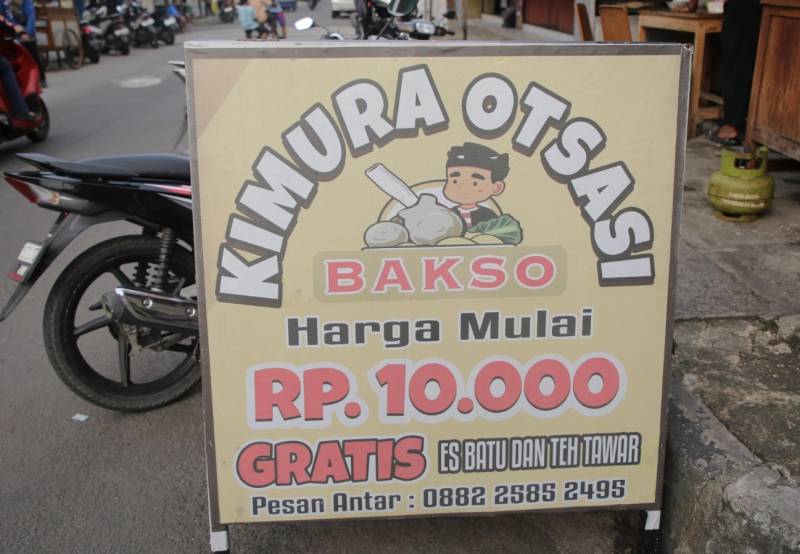 KIMURA OTSASI
BAKSO
Harga Mulai
RP. 10.000
GRATIS ES BATU DAN TEH TAWAR
Pesan Antar : 0882 2585 2495